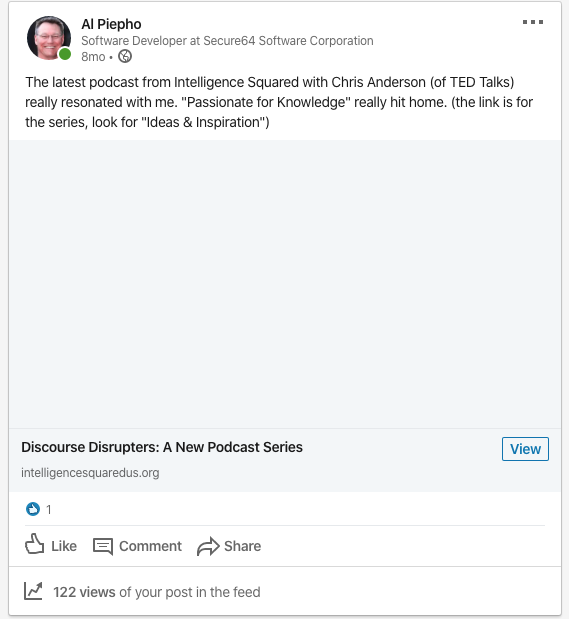 Al Piepho
Software Developer at Secure64 Software Corporation
8mo •
The latest podcast from Intelligence Squared with Chris Anderson (of TED Talks)
really resonated with me. "Passionate for Knowledge" really hit home. (the link is for
the series, look for "Ideas & Inspiration")
Discourse Disrupters: A New Podcast Series
View
intelligencesquaredus.org
1
Like Comment Share
122 views of your post in the feed